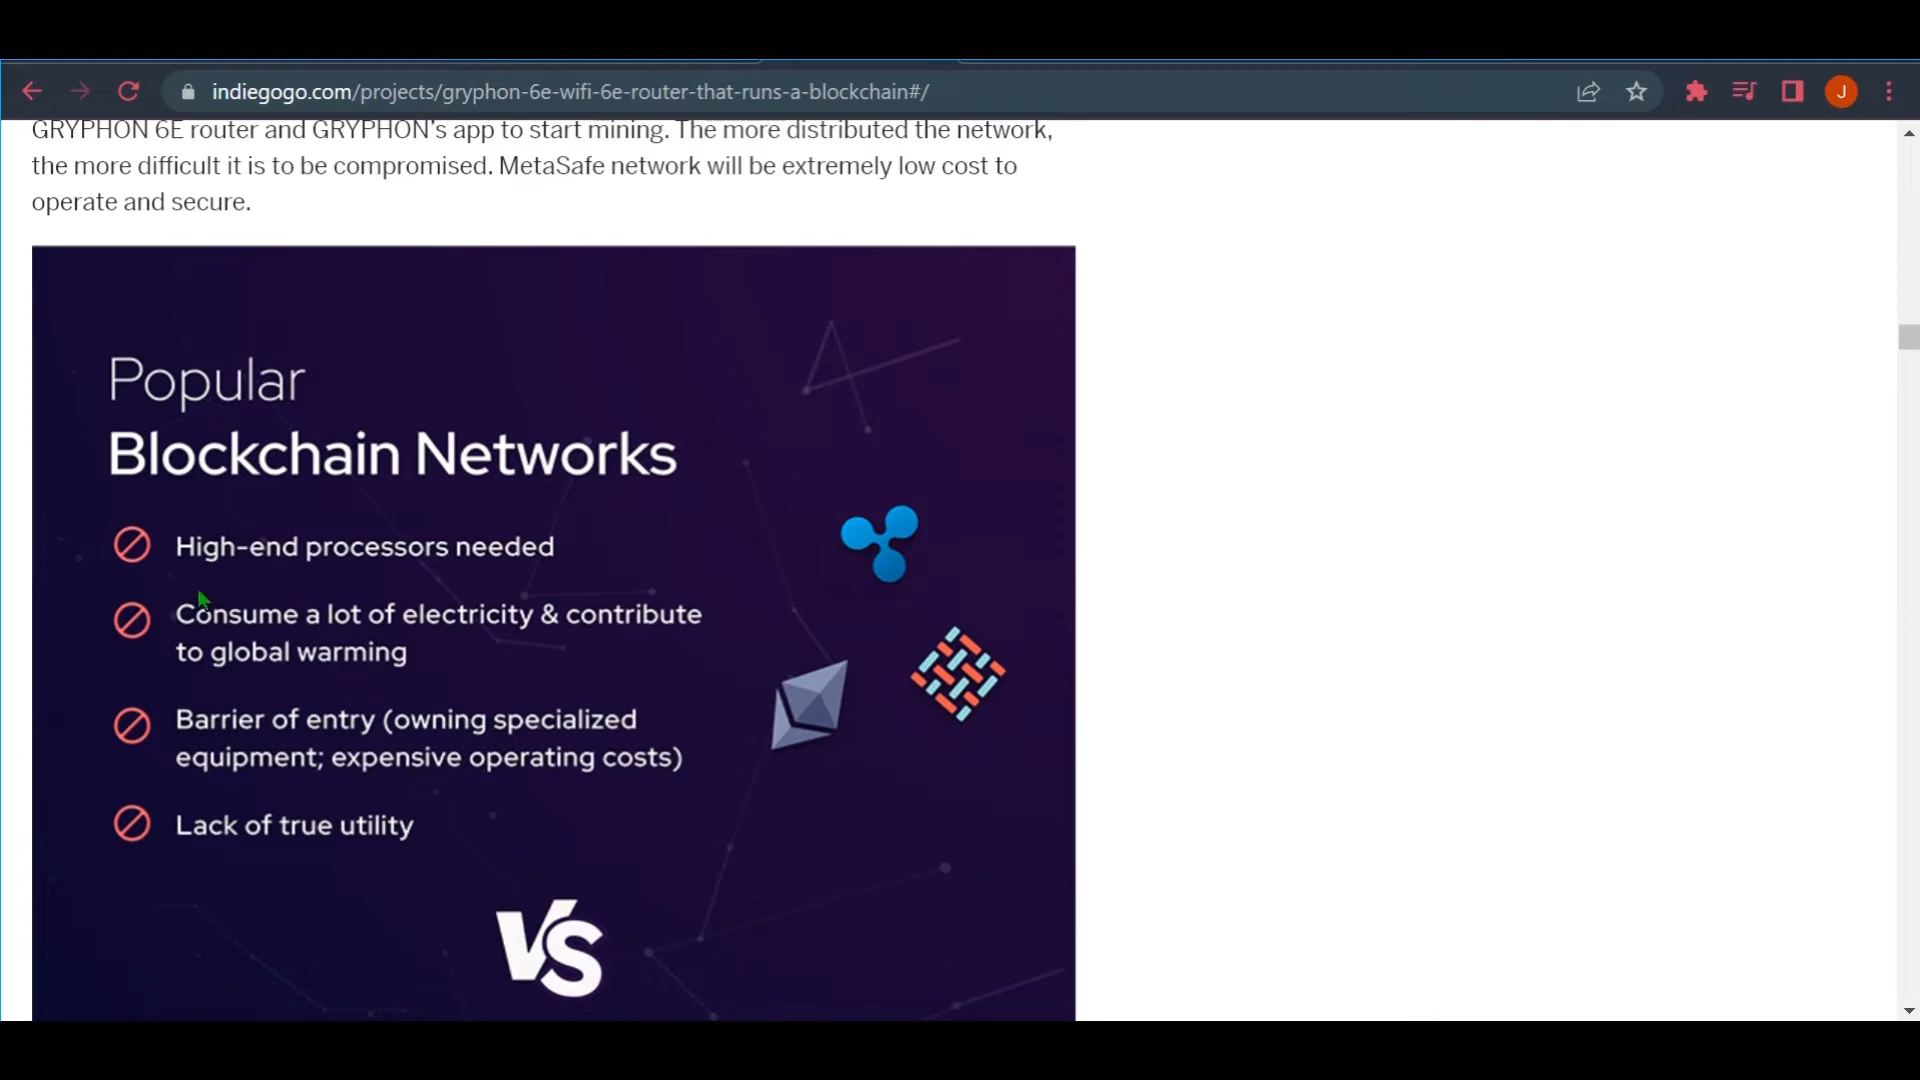 indiegogo.com/projects/gryphon-6e-wifi-6e-router-that-runs-a-blockchain#/
J
GRYPHON 6E router and GRYPHON's app to start mining. The more distributed the network,
the more difficult it is to be compromised. MetaSafe network will be extremely low cost to
operate and secure.
Popular
Blockchain Networks
High-end processors needed
Consume a lot of electricity & contribute
to global warming
Barrier of entry (owning specialized
equipment; expensive operating costs)
Lack of true utility
VS